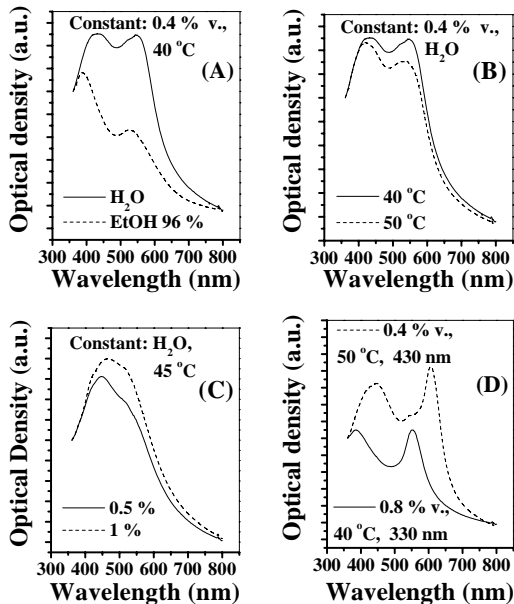 Constant: 0.4 % v.,
40 °C
(A)
H₂O
EtOH 96 %
Optical density (a.u.)
300 400 500 600 700 800
Wavelength (nm)
Constant: 0.4 % v.,
H₂O
(B)
40 °C
50 °C
Optical density (a.u.)
300 400 500 600 700 800
Wavelength (nm)
Constant: H₂O,
45 °C
(C)
0.5 %
1 %
Optical Density (a.u.)
300 400 500 600 700 800
Wavelength (nm)
0.4 % v.,
50 °C, 430 nm
(D)
0.8 % v.,
40 °C, 330 nm
Optical density (a.u.)
300 400 500 600 700 800
Wavelength (nm)